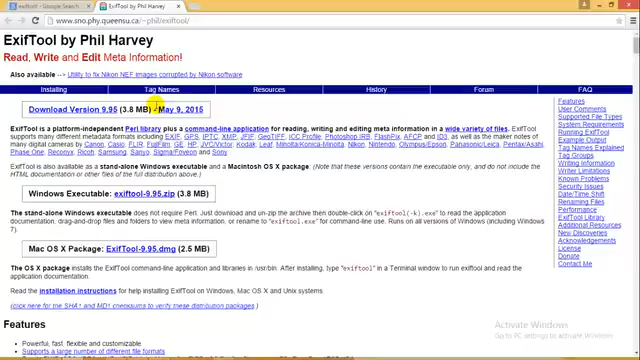 exiftool - Google Search
ExifTool by Phil Harvey
www.sno.phy.queensu.ca/~phil/exiftool/
ExifTool by Phil Harvey
Read, Write and Edit Meta Information!
Also available --> Utility to fix Nikon NEF images corrupted by Nikon software
Installing Tag Names Resources History Forum FAQ
Download Version 9.95 (3.8 MB) - May 9, 2015
ExifTool is a platform-independent Perl library plus a command-line application for reading, writing and editing meta information in a wide variety of files. ExifTool
supports many different metadata formats including EXIF, GPS, IPTC, XMP, JFIF, GeoTIFF, ICC Profile, Photoshop IRB, FlashPix, AFCP and ID3, as well as the maker notes of
many digital cameras by Canon, Casio, FLIR, FujiFilm, GE, HP, JVC/Victor, Kodak, Leaf, Minolta/Konica-Minolta, Nikon, Nintendo, Olympus/Epson, Panasonic/Leica, Pentax/Asahi,
Phase One, Reconyx, Ricoh, Samsung, Sanyo, Sigma/Foveon and Sony.
ExifTool is also available as a stand-alone Windows executable and a Macintosh OS X package: (Note that these versions contain the executable only, and do not include the
HTML documentation or other files of the full distribution above.)
Windows Executable: exiftool-9.95.zip (3.8 MB)
The stand-alone Windows executable does not require Perl. Just download and un-zip the archive then double-click on "exiftool(-k).exe" to read the application
documentation, drag-and-drop files and folders to view meta information, or rename to "exiftool.exe" for command-line use. Runs on all versions of Windows (including Windows
7).
Mac OS X Package: ExifTool-9.95.dmg (2.5 MB)
The OS X package installs the ExifTool command-line application and libraries in /usr/bin. After installing, type "exiftool" in a Terminal window to run exiftool and read the
application documentation.
Read the installation instructions for help installing ExifTool on Windows, Mac OS X and Unix systems.
(click here for the SHA1 and MD1 checksums to verify these distribution packages.)
Features
Powerful, fast, flexible and customizable
Supports a large number of different file formats
Features
User Comments
Supported File Types
System Requirements
Running ExifTool
Example Output
Tag Names Explained
Tag Groups
Writing Information
Writer Limitations
Known Problems
Security Issues
Date/Time Shift
Renaming Files
Performance
ExifTool Library
Additional Resources
New Discoveries
Acknowledgements
License
Donate
Contact Me
Activate Windows
Go to PC settings to activate Windows.